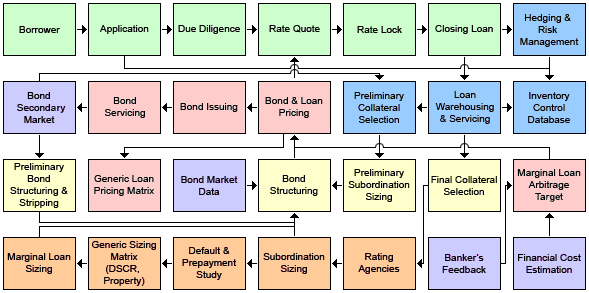 Borrower
Application
Due Diligence
Rate Quote
Rate Lock
Closing Loan
Hedging &
Risk
Management
Bond
Secondary
Market
Bond
Servicing
Bond Issuing
Bond & Loan
Pricing
Preliminary
Collateral
Selection
Loan
Warehousing
& Servicing
Inventory
Control
Database
Preliminary
Bond
Structuring &
Stripping
Generic Loan
Pricing Matrix
Bond Market
Data
Bond
Structuring
Preliminary
Subordination
Sizing
Final Collateral
Selection
Marginal Loan
Arbitrage
Target
Marginal Loan
Sizing
Generic Sizing
Matrix
(DSCR,
Property)
Default &
Prepayment
Study
Subordination
Sizing
Rating
Agencies
Banker's
Feedback
Financial Cost
Estimation